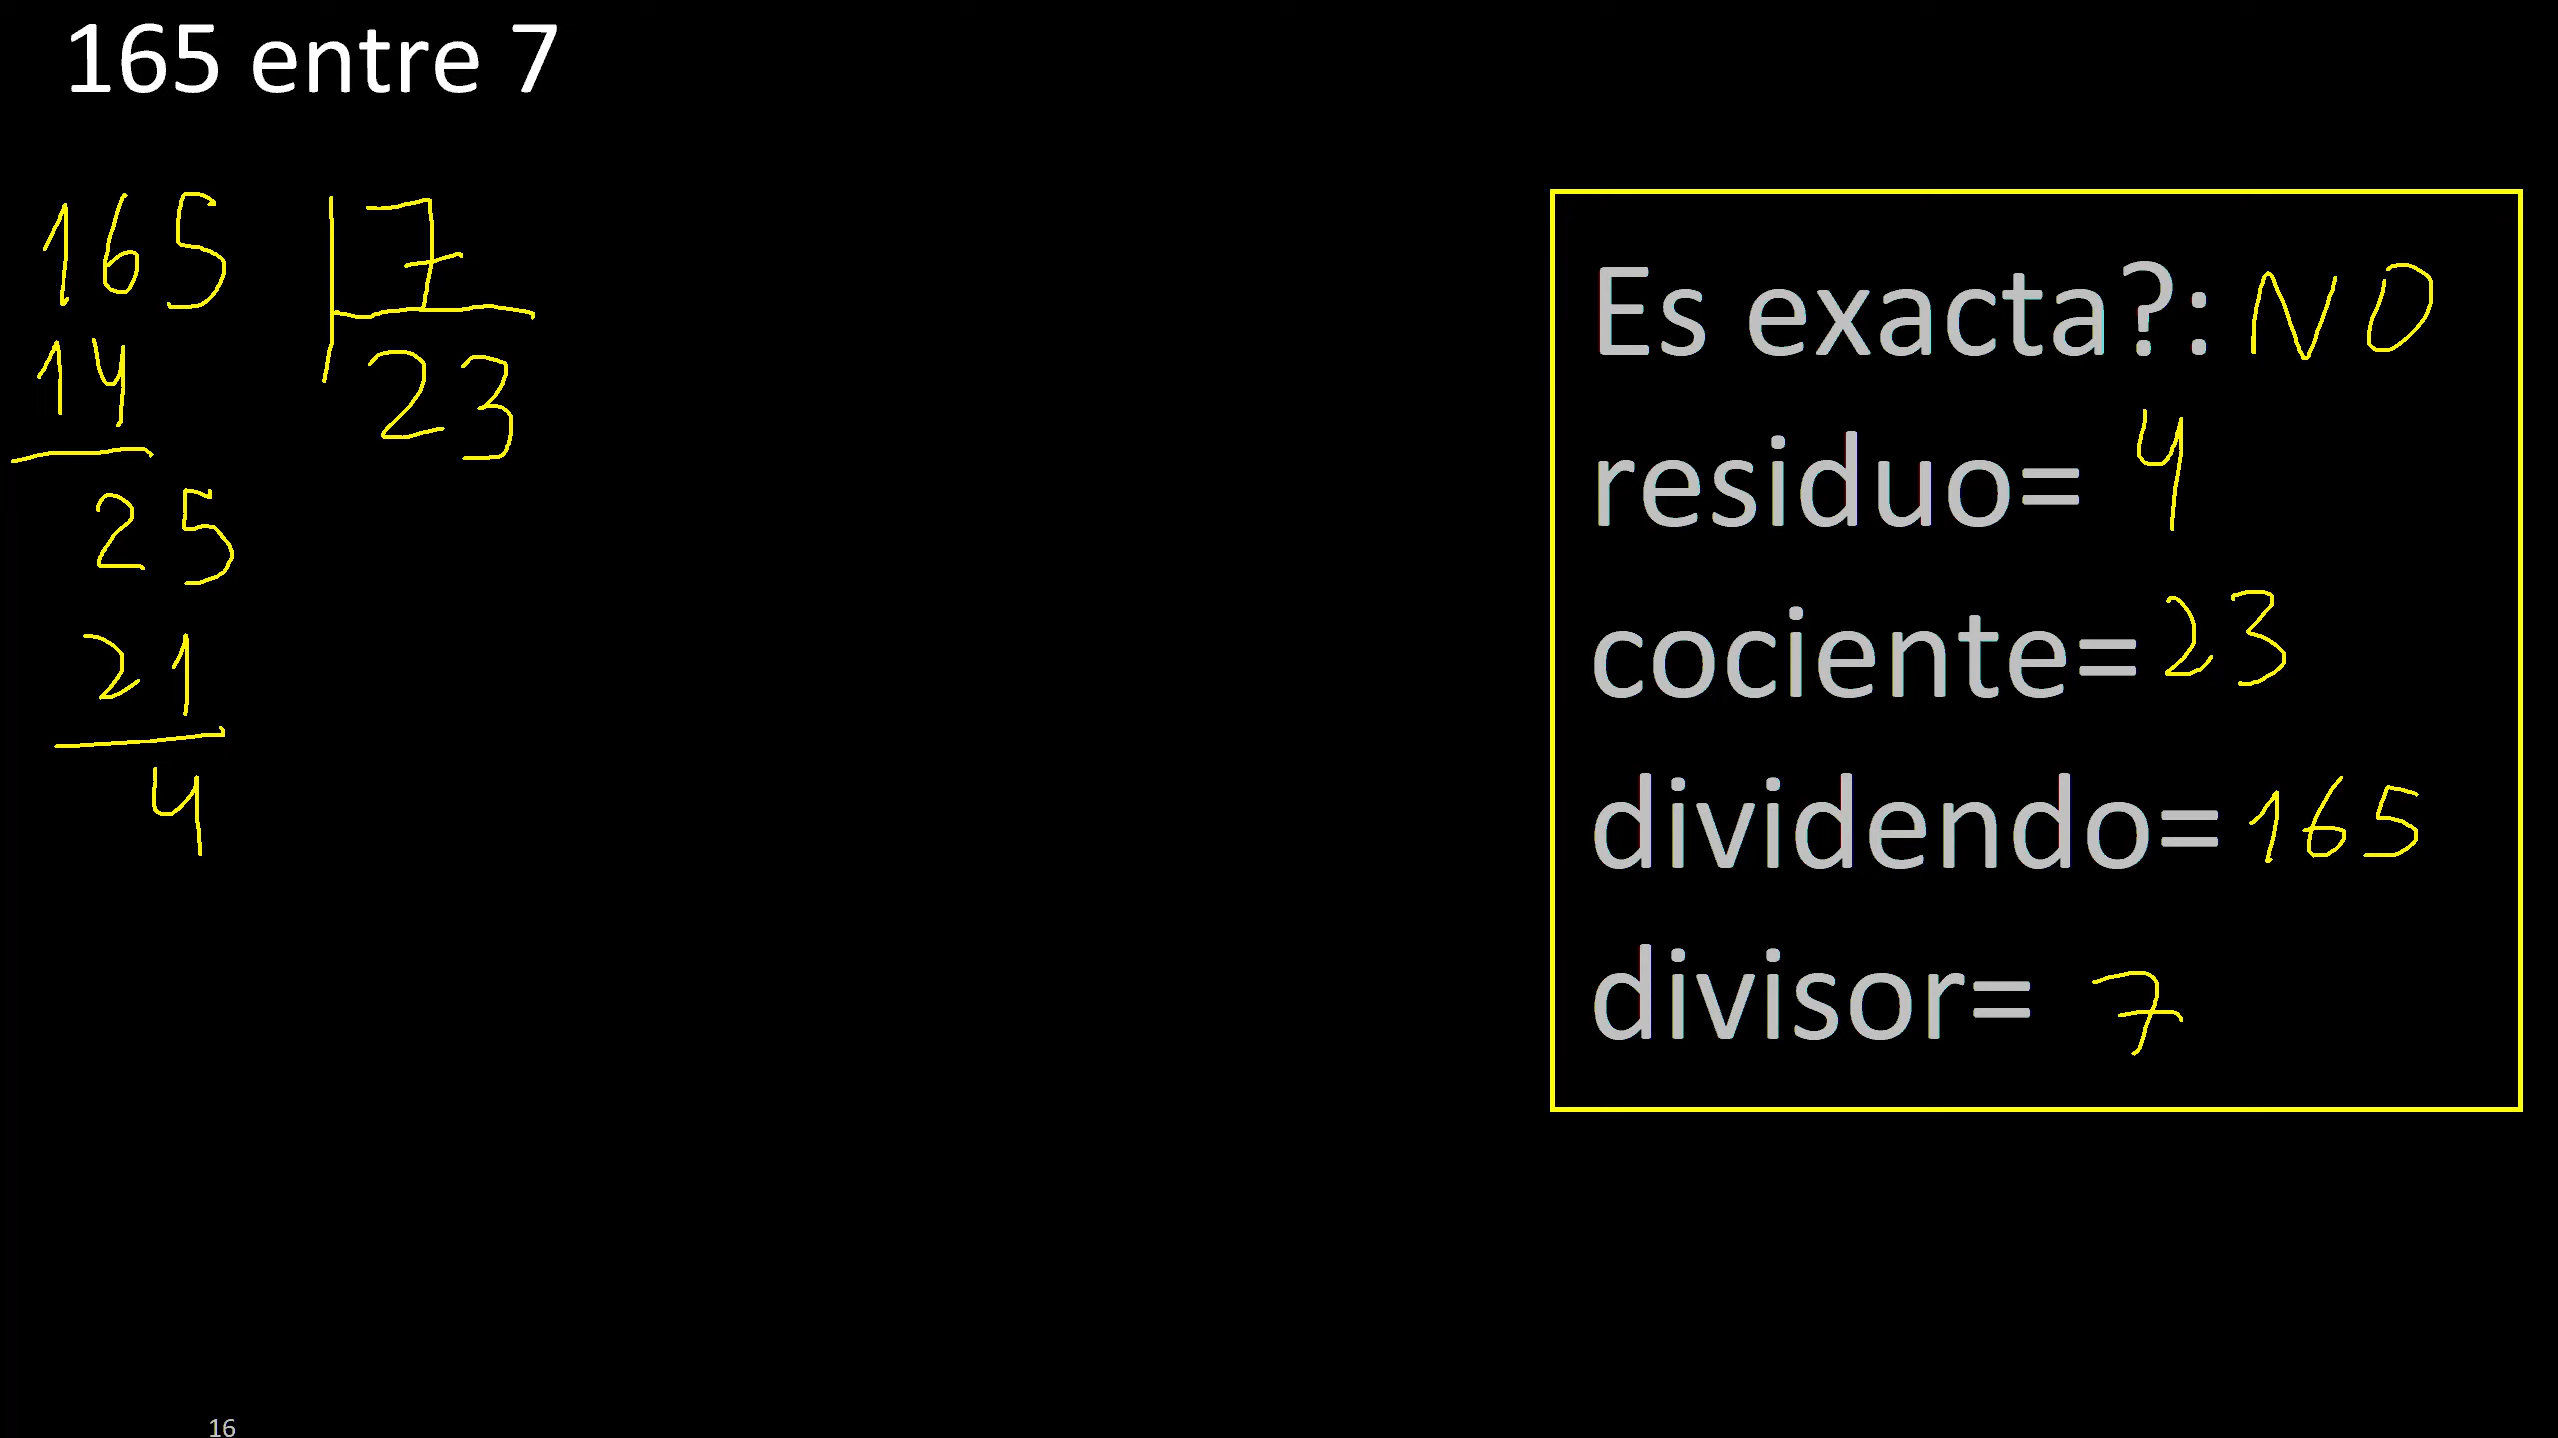 165 entre 7
165 7
14 23
25
21
4
Es exacta?: NO
residuo= 4
cociente= 23
dividendo= 165
divisor= 7
16